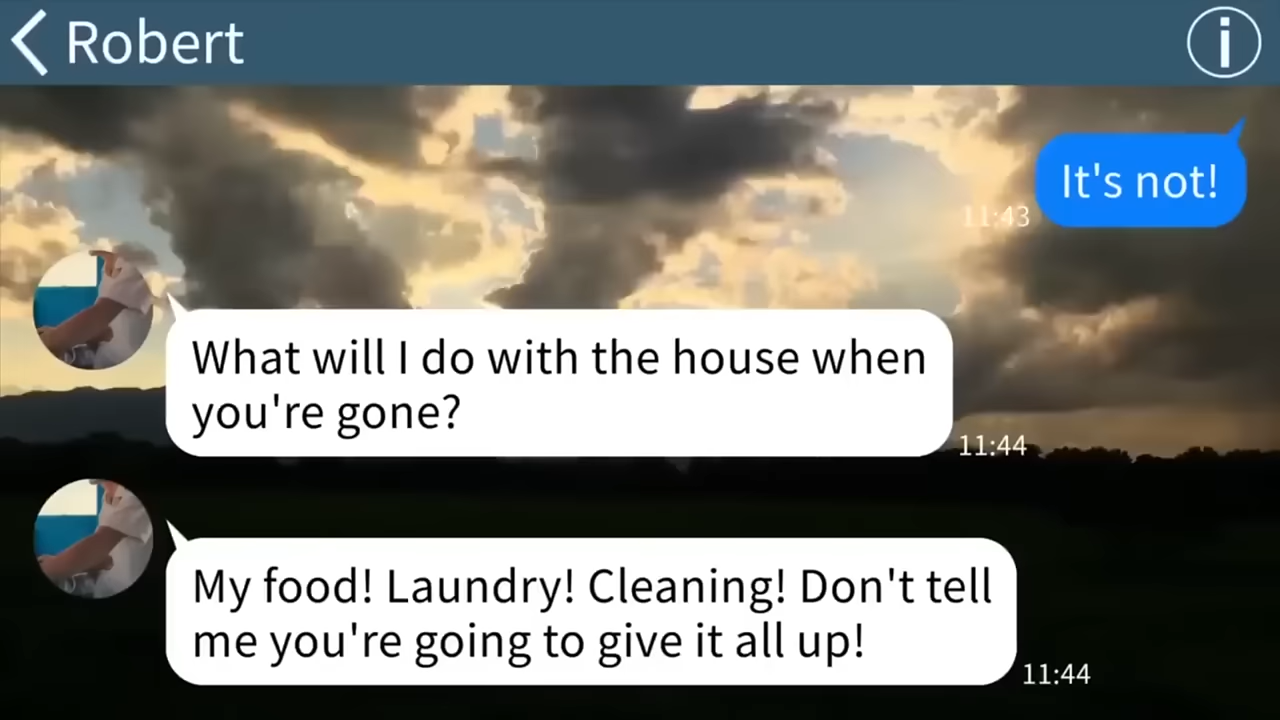 Robert
It's not!
11:43
What will I do with the house when
you're gone?
11:44
My food! Laundry! Cleaning! Don't tell
me you're going to give it all up!
11:44